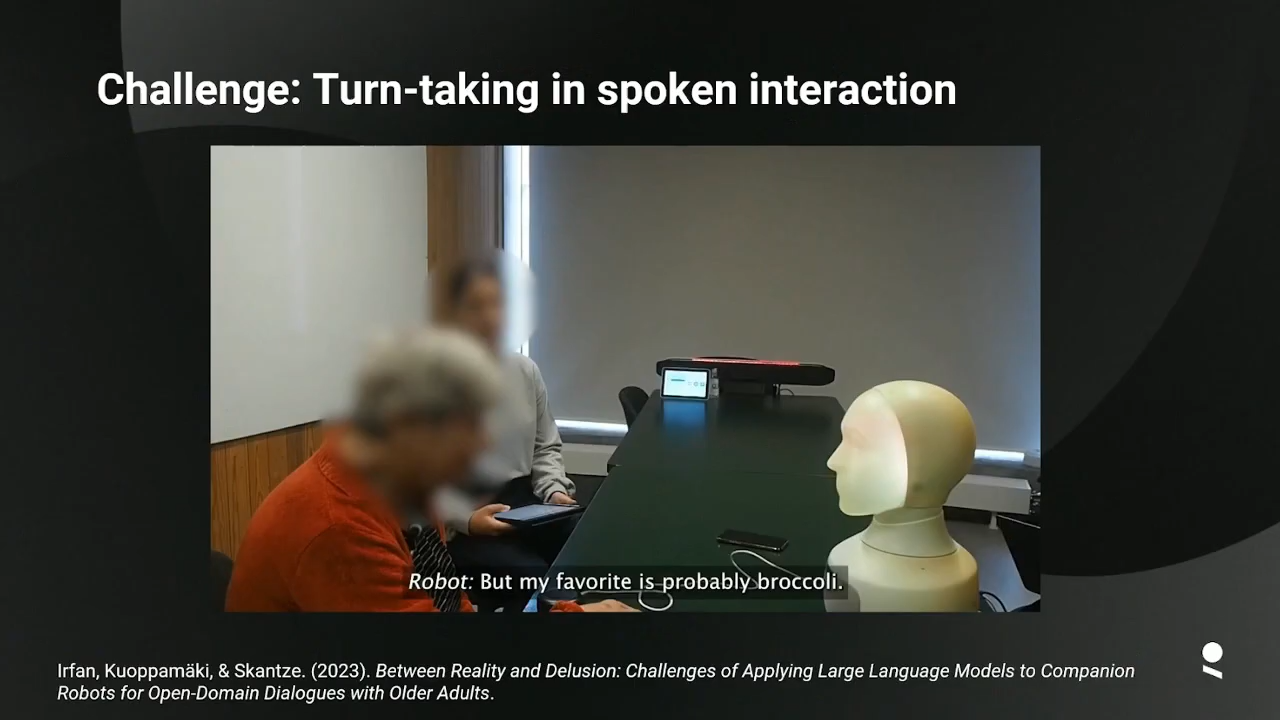 Challenge: Turn-taking in spoken interaction
Robot: But my favorite is probably broccoli.
Irfan, Kuoppamäki, & Skantze. (2023). Between Reality and Delusion: Challenges of Applying Large Language Models to Companion
Robots for Open-Domain Dialogues with Older Adults.